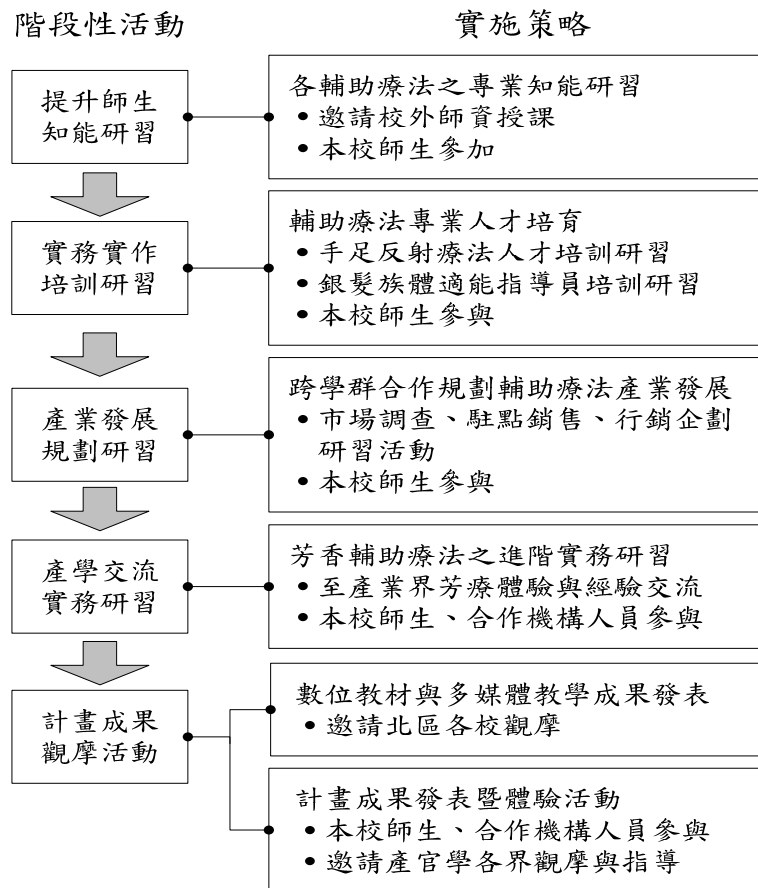 階段性活動
實施策略
提升師生
知能研習
各輔助療法之專業知能研習
• 邀請校外師資授課
• 本校師生參加
實務實作
培訓研習
輔助療法專業人才培育
• 手足反射療法人才培訓研習
• 銀髮族體適能指導員培訓研習
• 本校師生參與
產業發展
規劃研習
跨學群合作規劃輔助療法產業發展
• 市場調查、駐點銷售、行銷企劃
研習活動
• 本校師生參與
產學交流
實務研習
芳香輔助療法之進階實務研習
• 至產業界芳療體驗與經驗交流
• 本校師生、合作機構人員參與
計畫成果
觀摩活動
數位教材與多媒體教學成果發表
• 邀請北區各校觀摩
計畫成果發表暨體驗活動
• 本校師生、合作機構人員參與
• 邀請產官學各界觀摩與指導